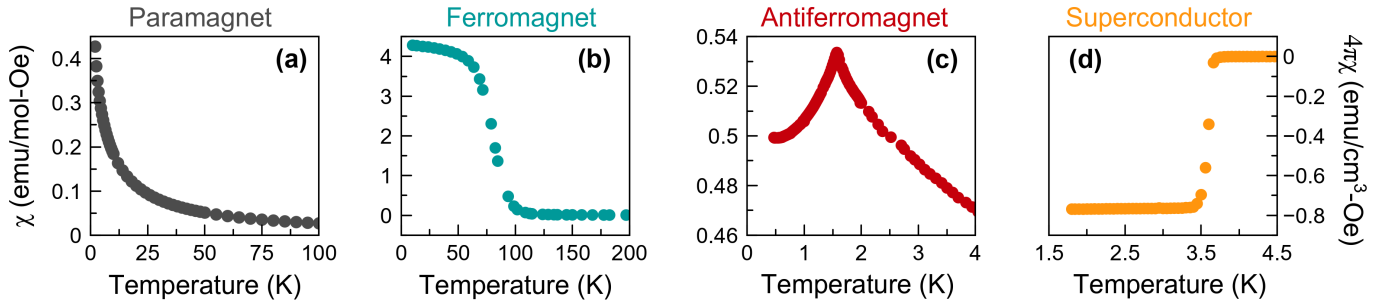 Paramagnet
χ (emu/mol-Oe)
0.4
0.3
0.2
0.1
0
(a)
0 25 50 75 100
Temperature (K)
Ferromagnet
4
3
2
1
0
(b)
0 50 100 150 200
Temperature (K)
Antiferromagnet
0.54
0.52
0.5
0.48
0.46
(c)
0 1 2 3 4
Temperature (K)
Superconductor
(d)
0
−0.2
−0.4
−0.6
−0.8
4πχ (emu/cm³-Oe)
1.5 2.5 3.5 4.5
Temperature (K)